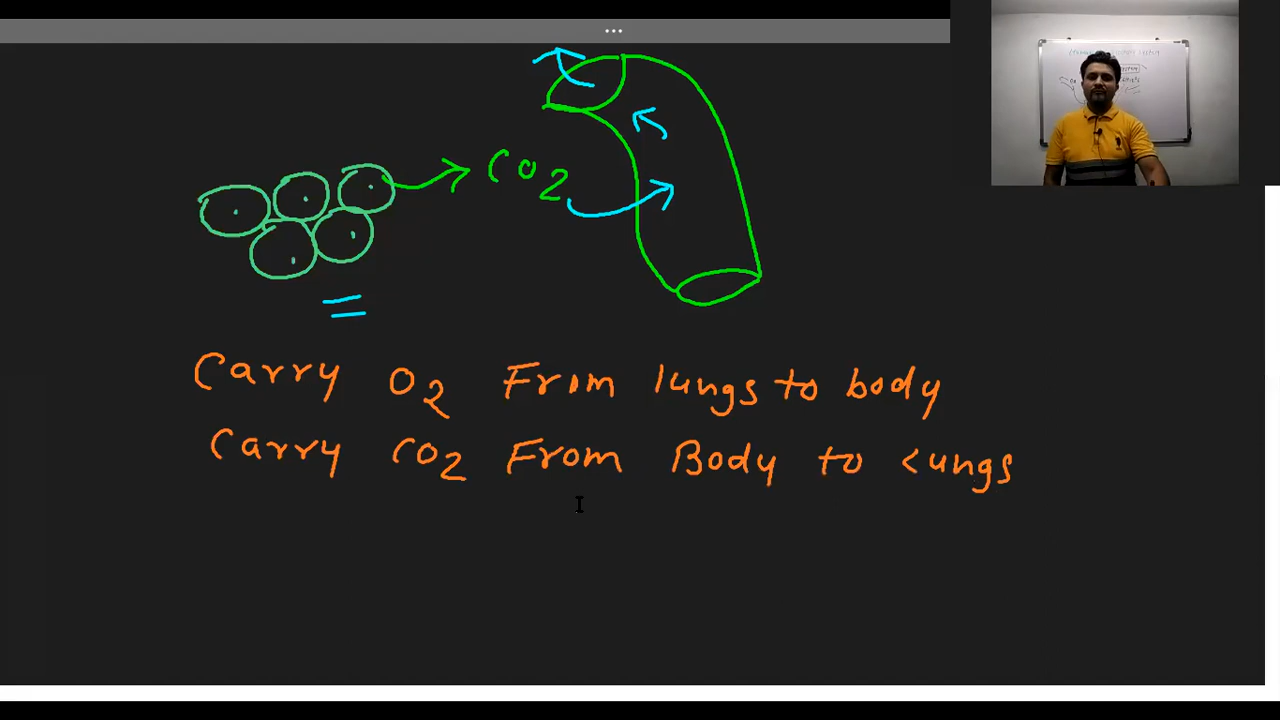 CO2
Carry O2 From lungs to body
Carry CO2 From Body to Lungs